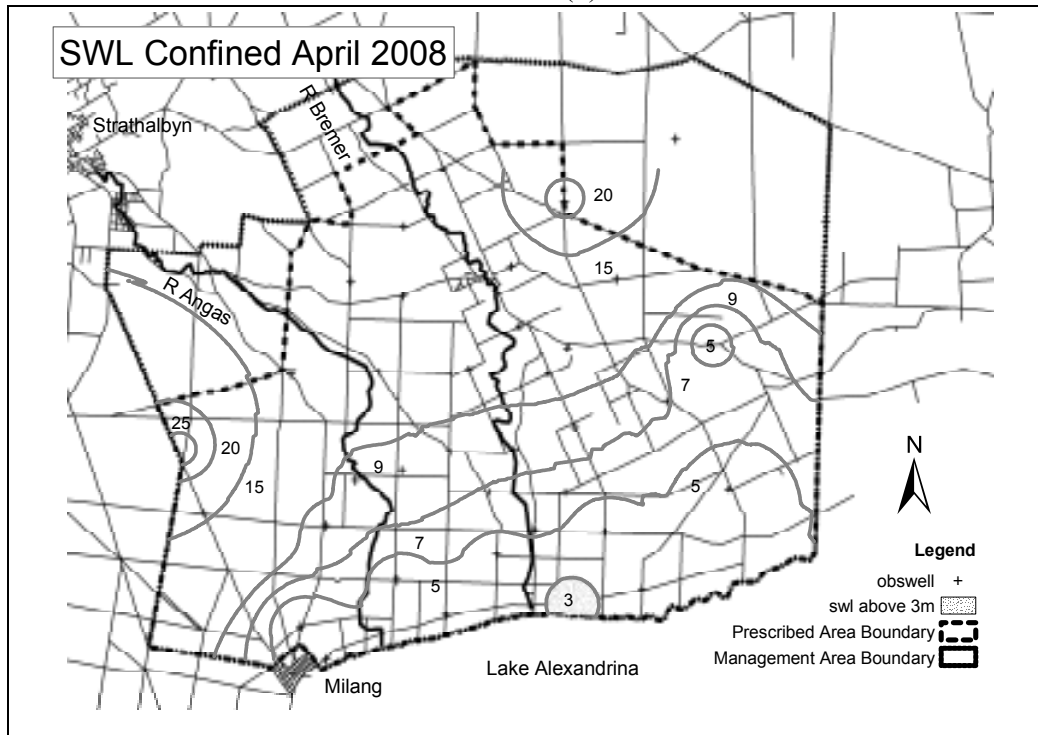 SWL Confined April 2008
Strathalbyn
R Bremer
20
15
R Angas
9
5
7
25
20
15
9
5
7
5
3
N
Legend
obswell +
swl above 3m
Prescribed Area Boundary
Management Area Boundary
Lake Alexandrina
Milang